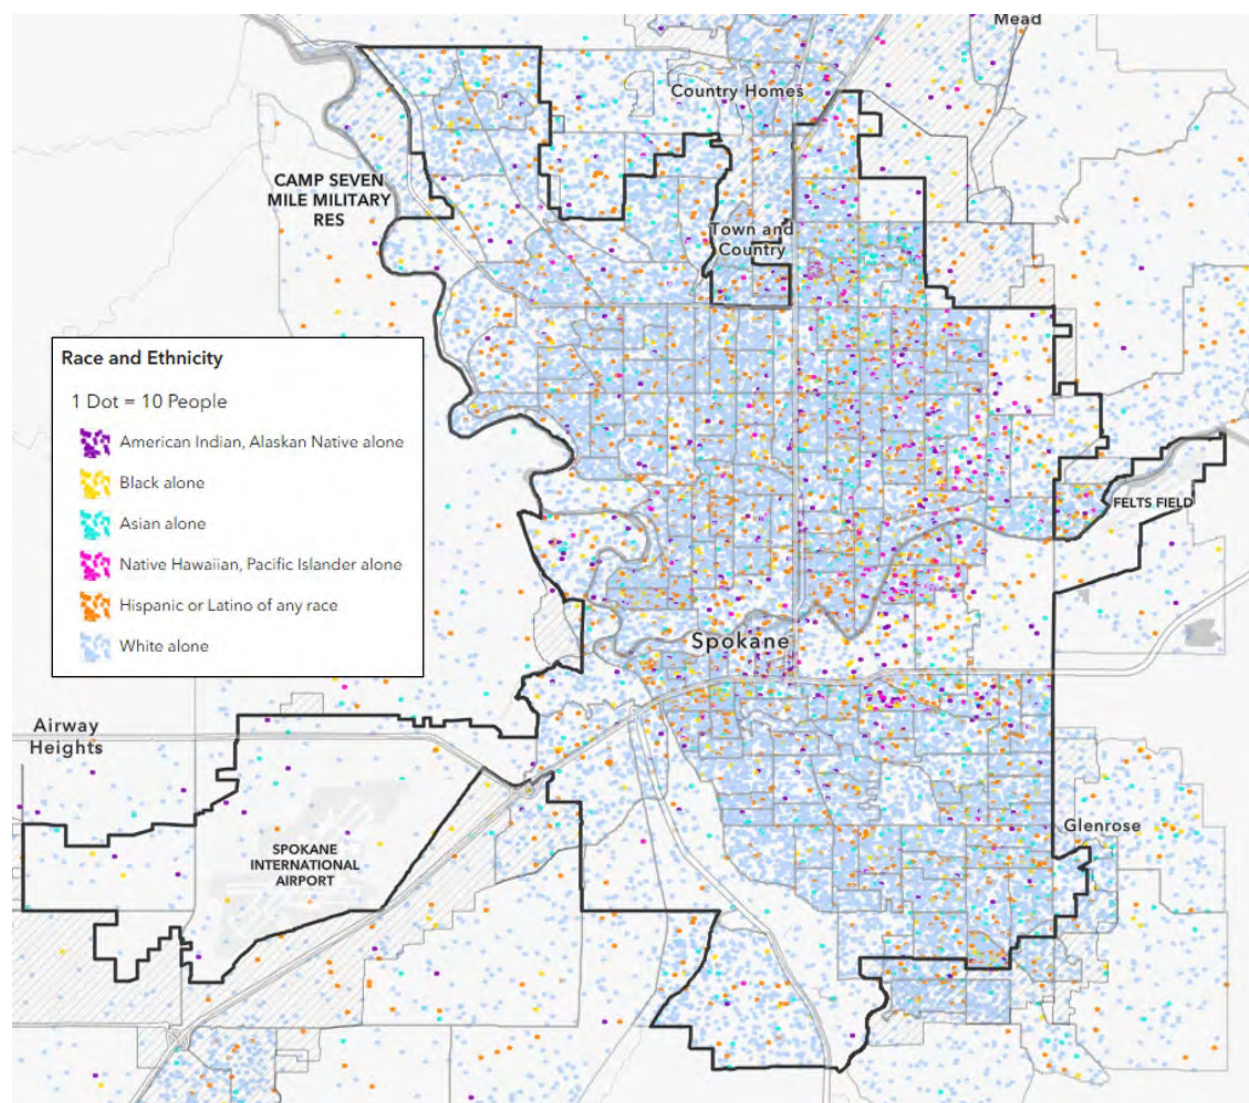 Mead
Country Homes
CAMP SEVEN
MILE MILITARY
RES
Town and
Country
Race and Ethnicity
1 Dot = 10 People
American Indian, Alaskan Native alone
Black alone
Asian alone
Native Hawaiian, Pacific Islander alone
Hispanic or Latino of any race
White alone
FELTS FIELD
Spokane
Airway
Heights
Glenrose
SPOKANE
INTERNATIONAL
AIRPORT